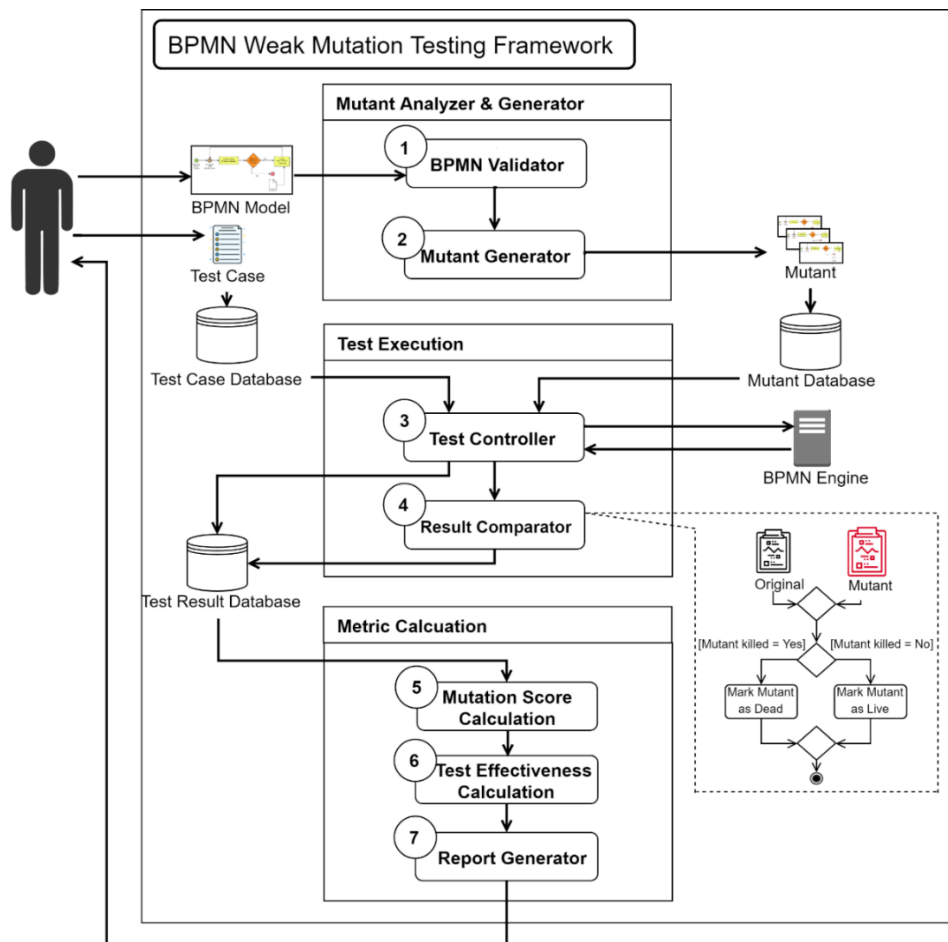 BPMN Weak Mutation Testing Framework
Mutant Analyzer & Generator
1
BPMN Validator
BPMN Model
2
Mutant Generator
Test Case
Mutant
Test Execution
Test Case Database
Mutant Database
3
Test Controller
BPMN Engine
4
Result Comparator
Original
Mutant
Test Result Database
Metric Calcuation
[Mutant killed = Yes]
[Mutant killed = No]
5
Mutation Score
Calculation
Mark Mutant
as Dead
Mark Mutant
as Live
6
Test Effectiveness
Calculation
7
Report Generator